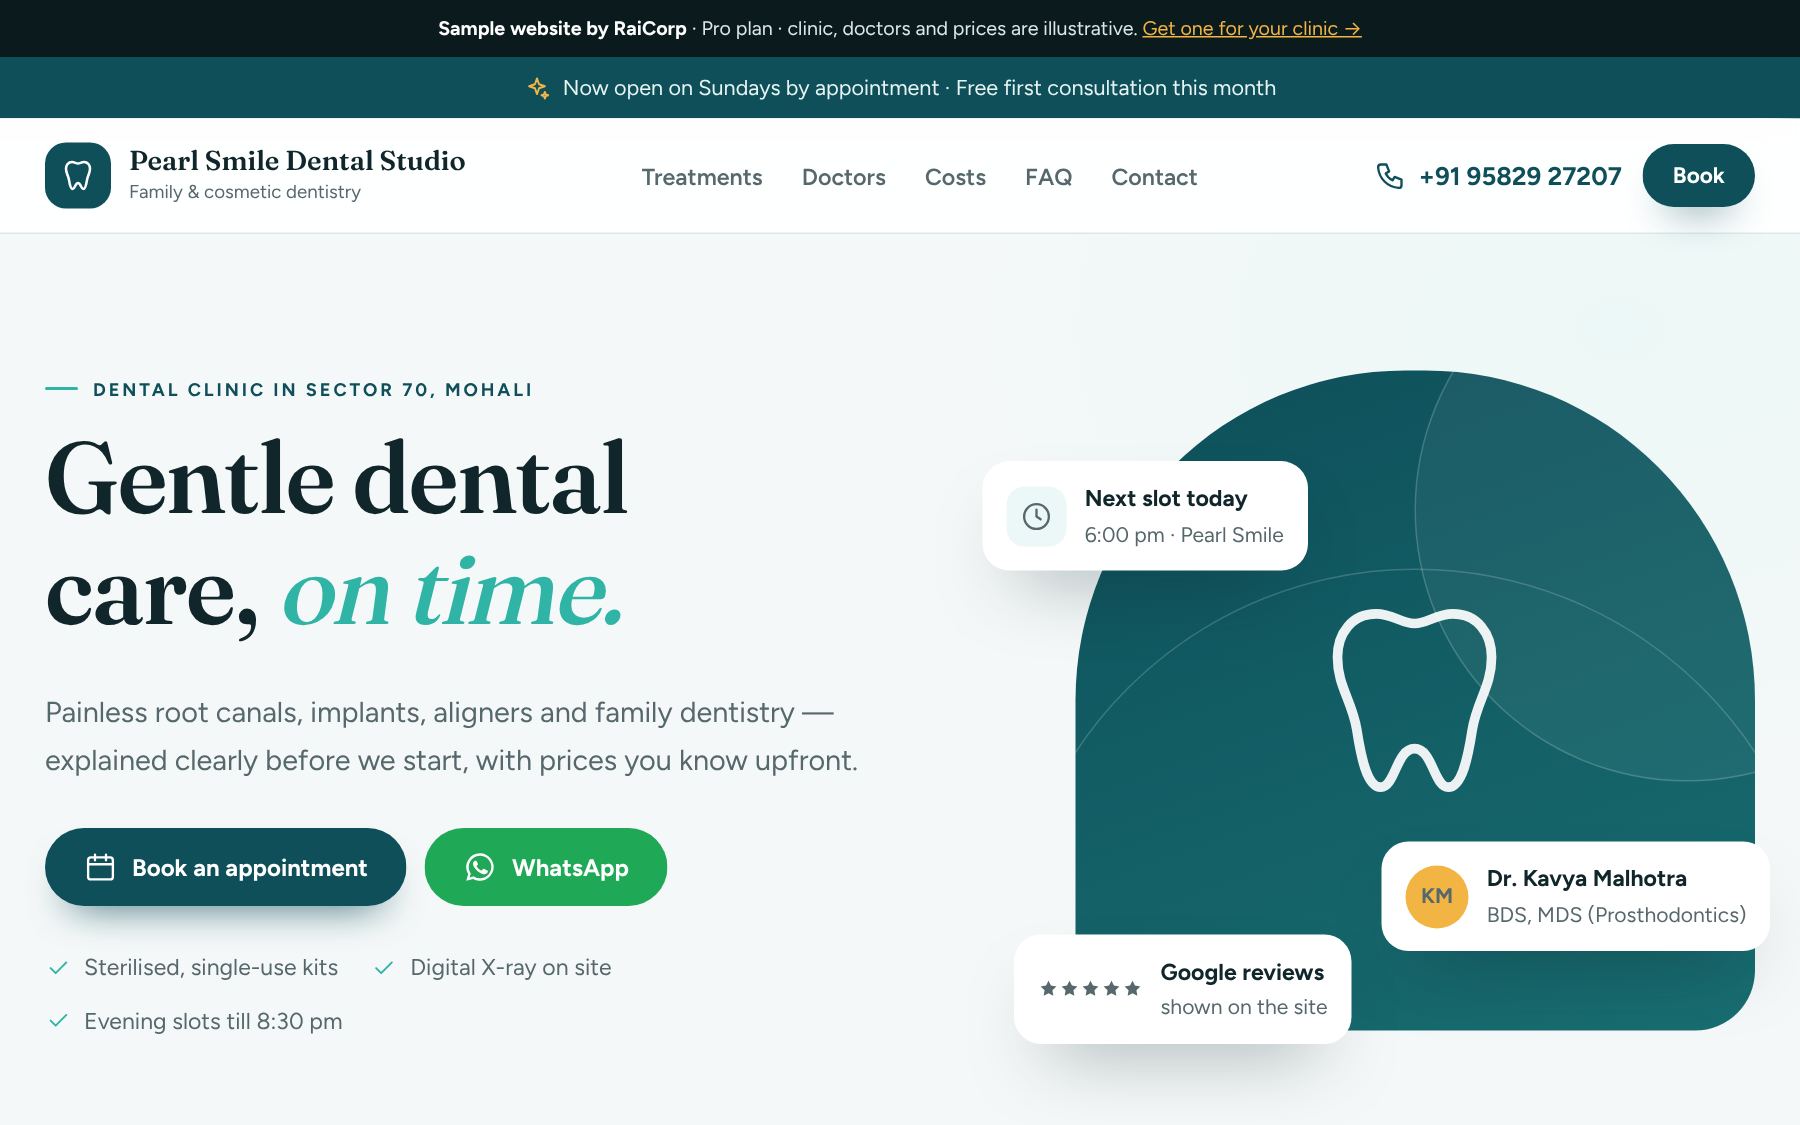 Sample website by RaiCorp · Pro plan · clinic, doctors and prices are illustrative. Get one for your clinic →
Now open on Sundays by appointment · Free first consultation this month
Pearl Smile Dental Studio
Family & cosmetic dentistry
Treatments
Doctors
Costs
FAQ
Contact
+91 95829 27207
Book
DENTAL CLINIC IN SECTOR 70, MOHALI
Gentle dental
care, on time.
Painless root canals, implants, aligners and family dentistry —
explained clearly before we start, with prices you know upfront.
Book an appointment
WhatsApp
Sterilised, single-use kits
Digital X-ray on site
Evening slots till 8:30 pm
Next slot today
6:00 pm · Pearl Smile
KM
Dr. Kavya Malhotra
BDS, MDS (Prosthodontics)
Google reviews
shown on the site